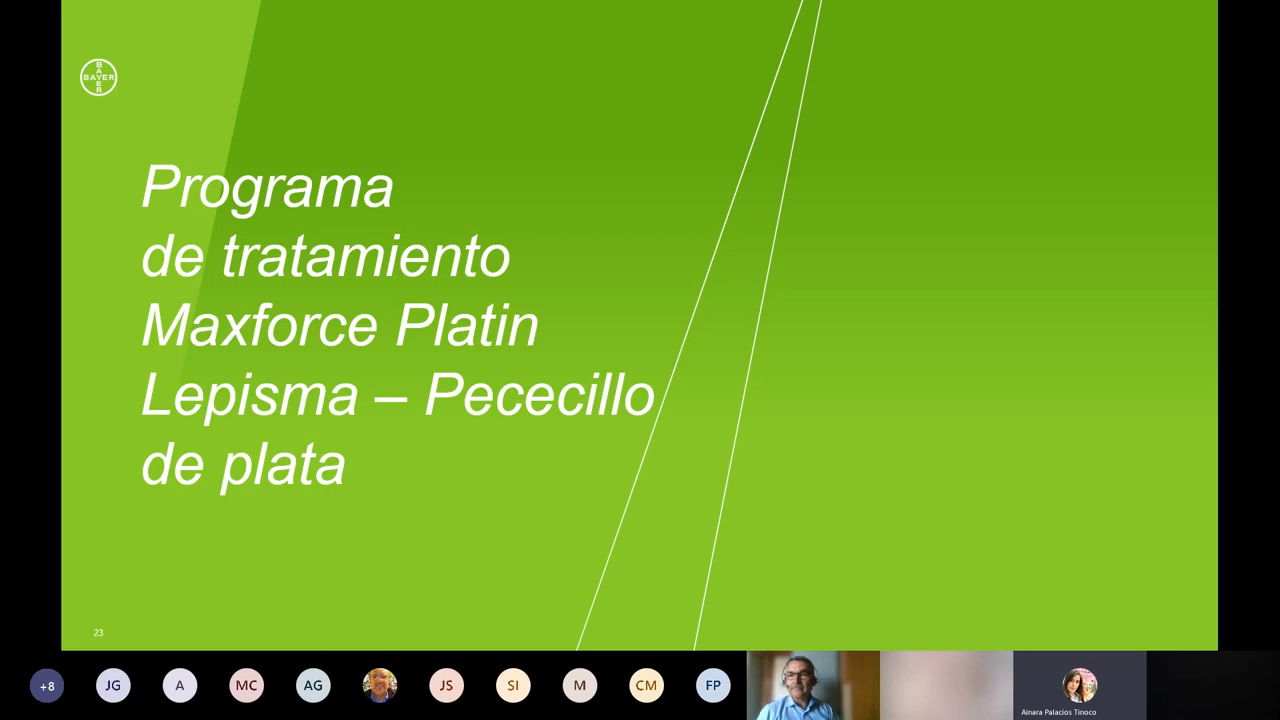 BAYER
BAYER
Programa
de tratamiento
Maxforce Platin
Lepisma – Pececillo
de plata
23
+8
JG
A
MC
AG
JS
SI
M
CM
FP
Ainara Palacios Tinoco